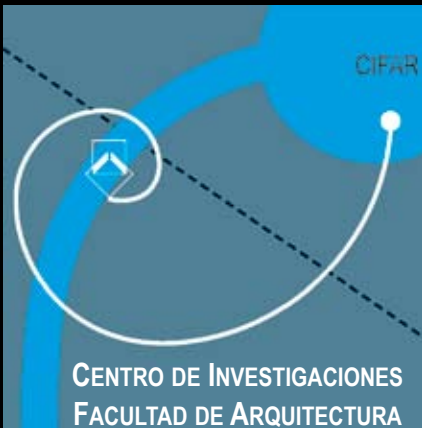 CIFAR
CENTRO DE INVESTIGACIONES
FACULTAD DE ARQUITECTURA